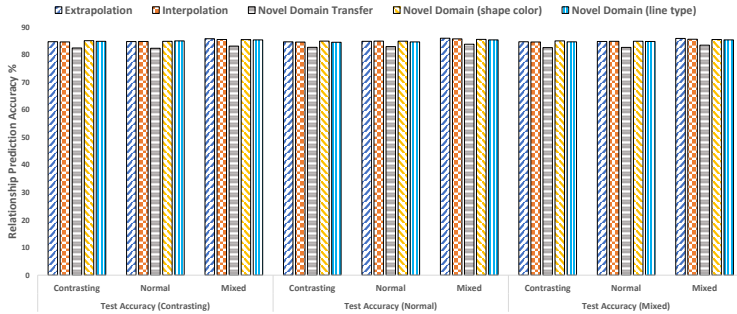 Extrapolation Interpolation Novel Domain Transfer Novel Domain (shape color) Novel Domain (line type)
Relationship Prediction Accuracy %
90
80
70
60
50
40
30
20
10
0
Contrasting Normal Mixed Contrasting Normal Mixed Contrasting Normal Mixed
Test Accuracy (Contrasting) Test Accuracy (Normal) Test Accuracy (Mixed)